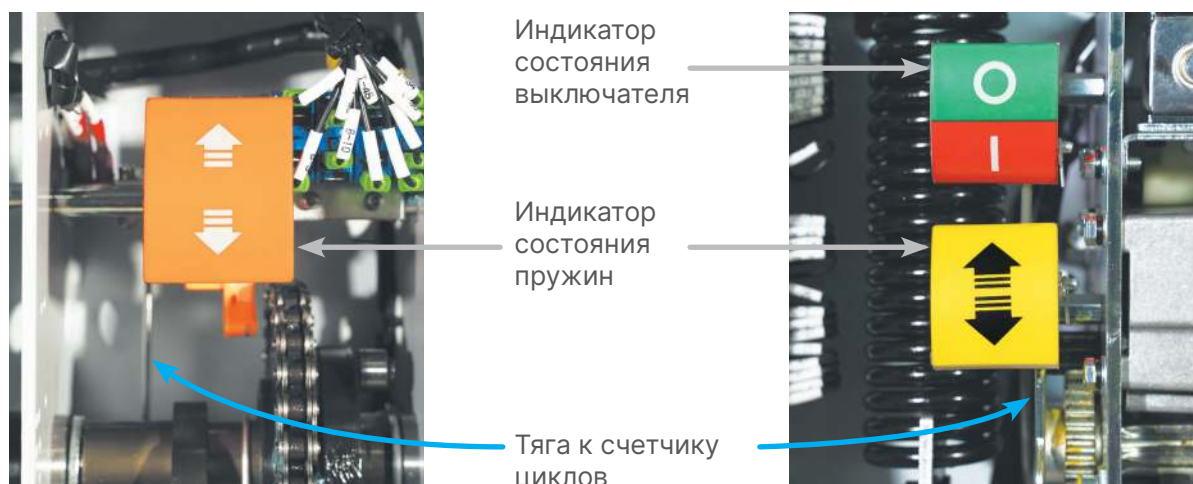 Индикатор
состояния
выключателя
Индикатор
состояния
пружин
Тяга к счетчику
циклов
O
I